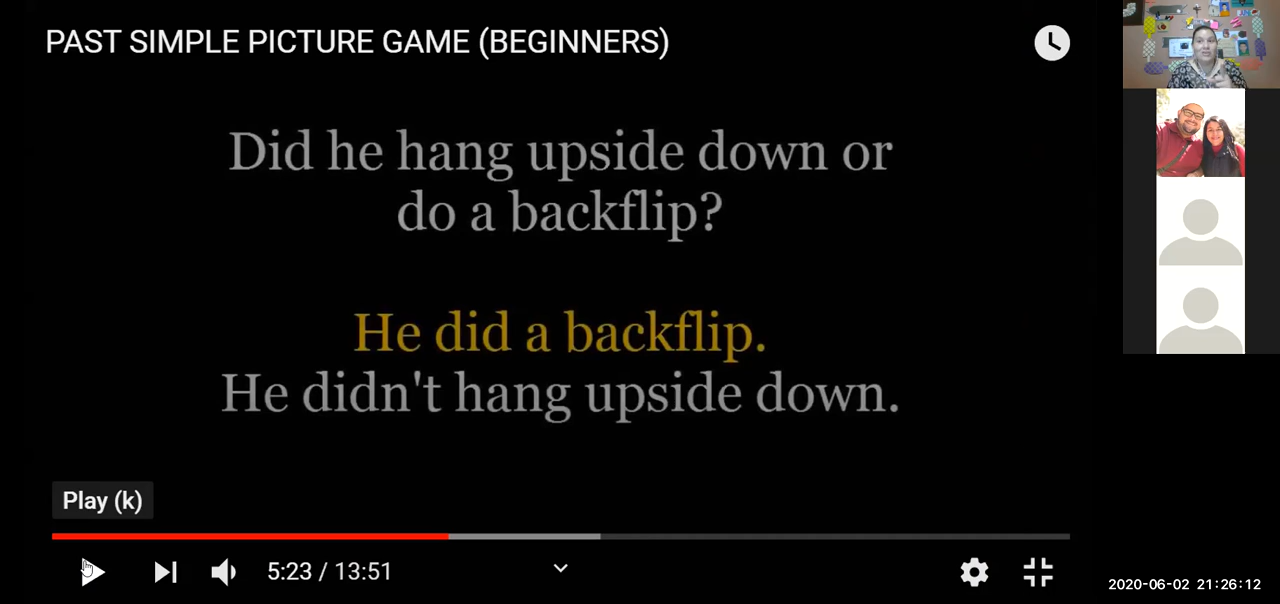 PAST SIMPLE PICTURE GAME (BEGINNERS)
Did he hang upside down or
do a backflip?
He did a backflip.
He didn't hang upside down.
Play (k)
5:23 / 13:51
2020-06-02 21:26:12